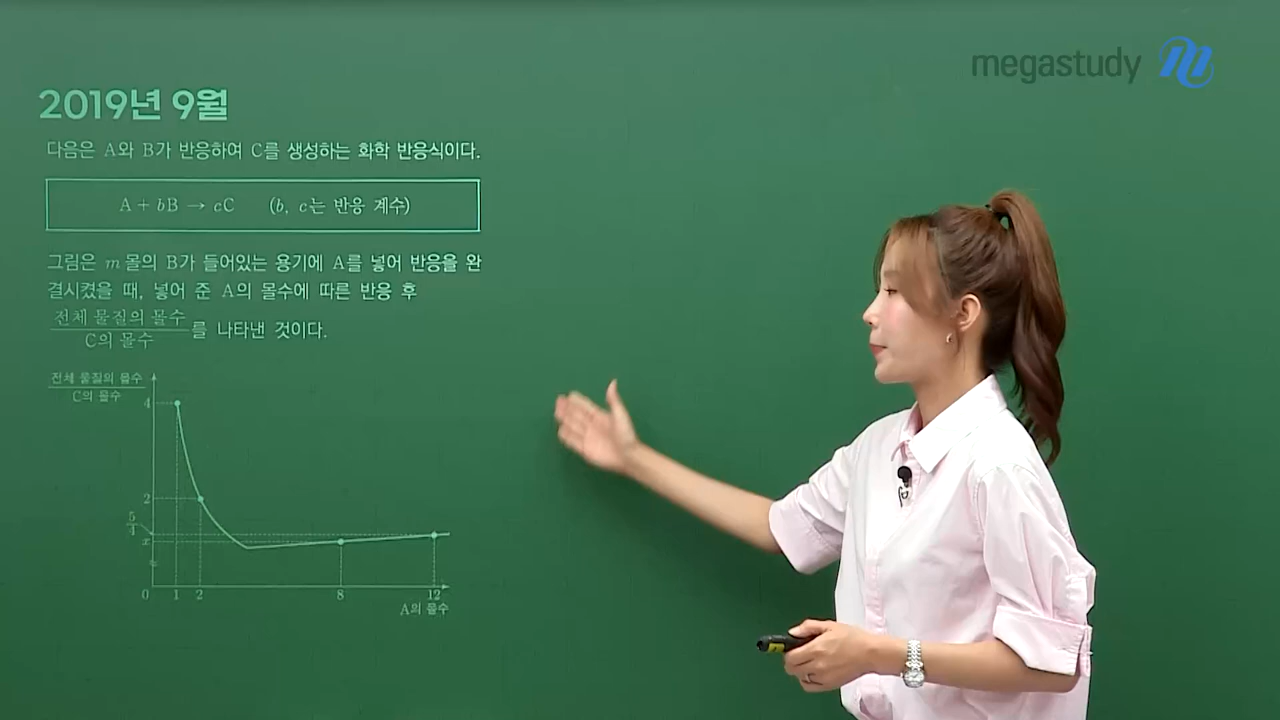 megastudy
2019년 9월
다음은 A와 B가 반응하여 C를 생성하는 화학 반응식이다.
A + bB → cC (b, c는 반응 계수)
그림은 m몰의 B가 들어있는 용기에 A를 넣어 반응을 완
결시켰을 때, 넣어 준 A의 몰수에 따른 반응 후
전체 물질의 몰수
C의 몰수
를 나타낸 것이다.
전체 물질의 몰수
C의 몰수
4
2
5
4
x
0 1 2 8 12
A의 몰수